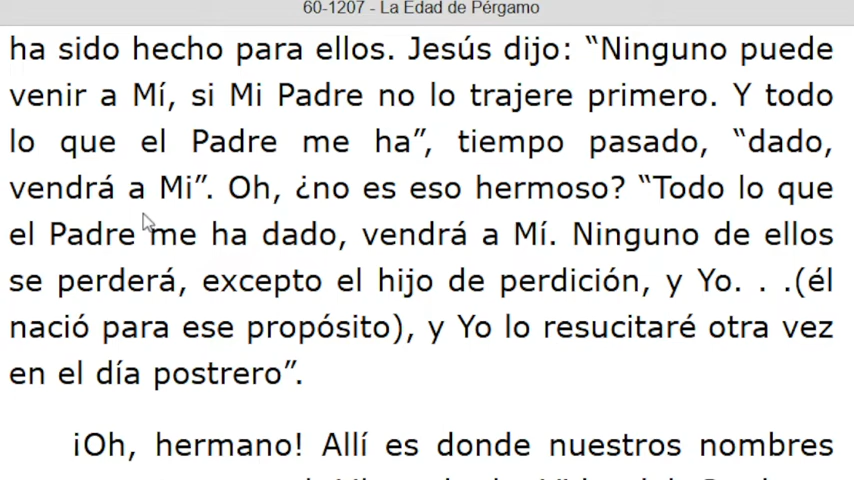 60-1207 - La Edad de Pérgamo
ha sido hecho para ellos. Jesús dijo: “Ninguno puede
venir a Mí, si Mi Padre no lo trajere primero. Y todo
lo que el Padre me ha”, tiempo pasado, “dado,
vendrá a Mi”. Oh, ¿no es eso hermoso? “Todo lo que
el Padre me ha dado, vendrá a Mí. Ninguno de ellos
se perderá, excepto el hijo de perdición, y Yo. . .(él
nació para ese propósito), y Yo lo resucitaré otra vez
en el día postrero”.
¡Oh, hermano! Allí es donde nuestros nombres